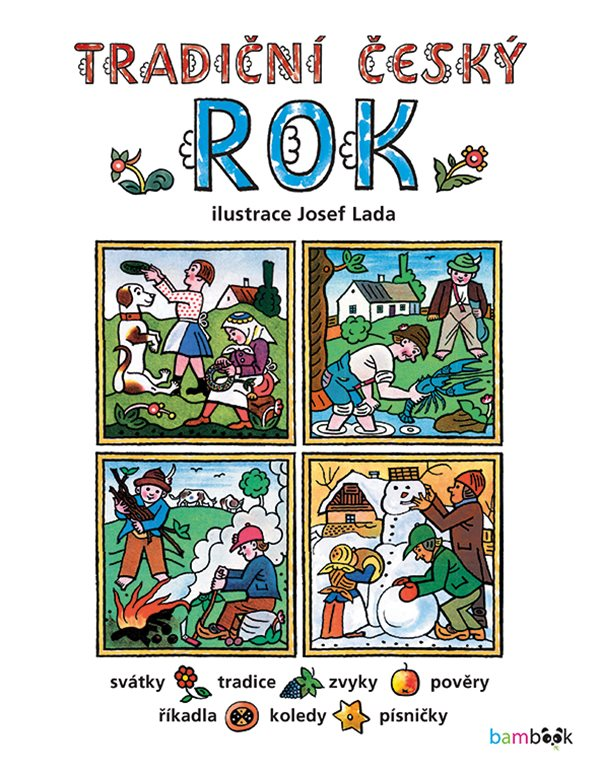 TRADIČNÍ ČESKÝ
ROK
ilustrace Josef Lada
svátky tradice zvyky pověry
říkadla koledy písničky
bambook